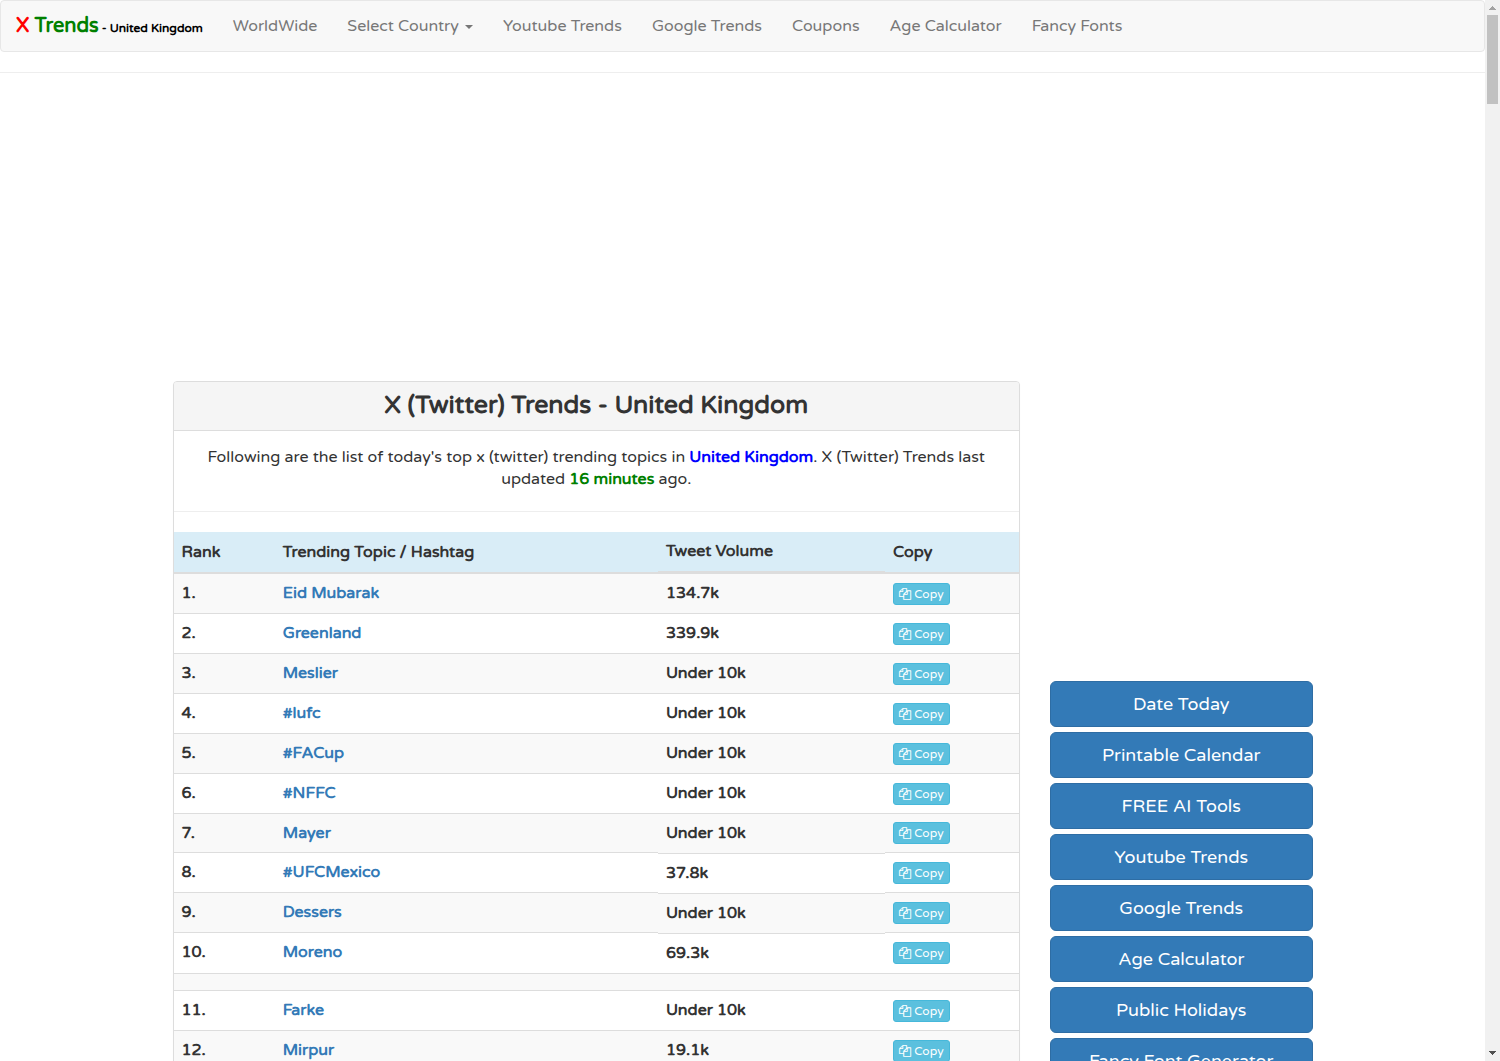 X Trends - United Kingdom WorldWide Select Country Youtube Trends Google Trends Coupons Age Calculator Fancy Fonts
X (Twitter) Trends - United Kingdom
Following are the list of today's top x (twitter) trending topics in United Kingdom. X (Twitter) Trends last
updated 16 minutes ago.
Rank Trending Topic / Hashtag Tweet Volume Copy
1. Eid Mubarak 134.7k Copy
2. Greenland 339.9k Copy
3. Meslier Under 10k Copy
4. #lufc Under 10k Copy
5. #FACup Under 10k Copy
6. #NFFC Under 10k Copy
7. Mayer Under 10k Copy
8. #UFCMexico 37.8k Copy
9. Dessers Under 10k Copy
10. Moreno 69.3k Copy
11. Farke Under 10k Copy
12. Mirpur 19.1k Copy
Date Today
Printable Calendar
FREE AI Tools
Youtube Trends
Google Trends
Age Calculator
Public Holidays
Fancy Font Generator